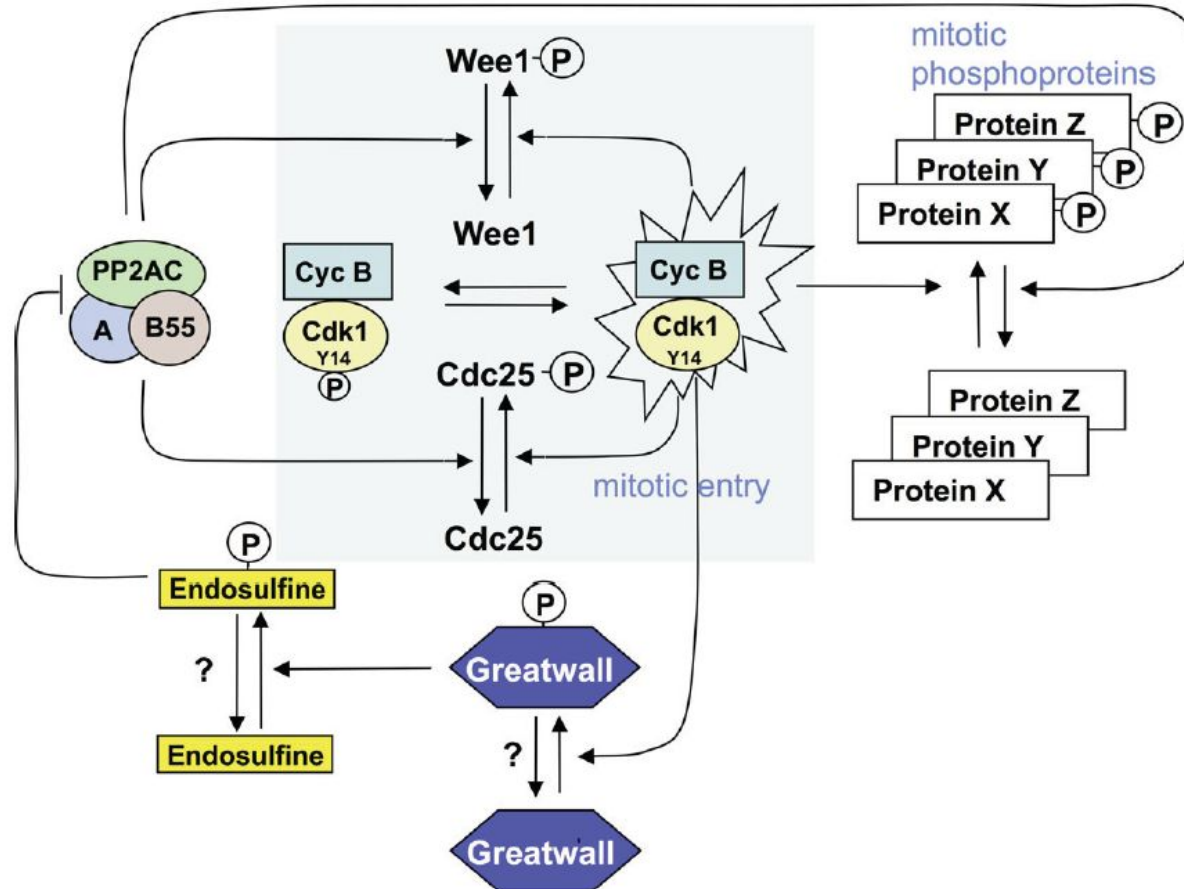 Wee1 P
mitotic
phosphoproteins
Protein Z P
Protein Y P
Protein X P
Wee1
PP2AC
A B55
Cyc B
Cdk1
Y14
P
Cyc B
Cdk1
Y14
Cdc25 P
Protein Z
Protein Y
Protein X
mitotic entry
Cdc25
P
Endosulfine
P
Greatwall
?
Endosulfine
?
Greatwall